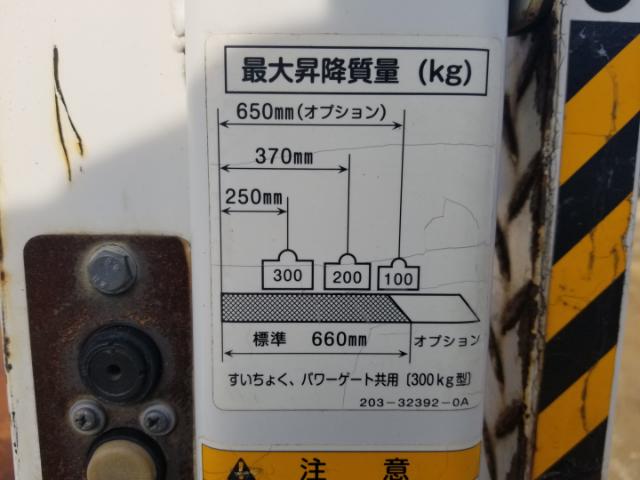 最大昇降質量 (kg)
650mm(オプション)
370mm
250mm
300 200 100
標準 660mm オプション
すいちょく、パワーゲート共用〔300kg型〕
203-32392-0A
注意